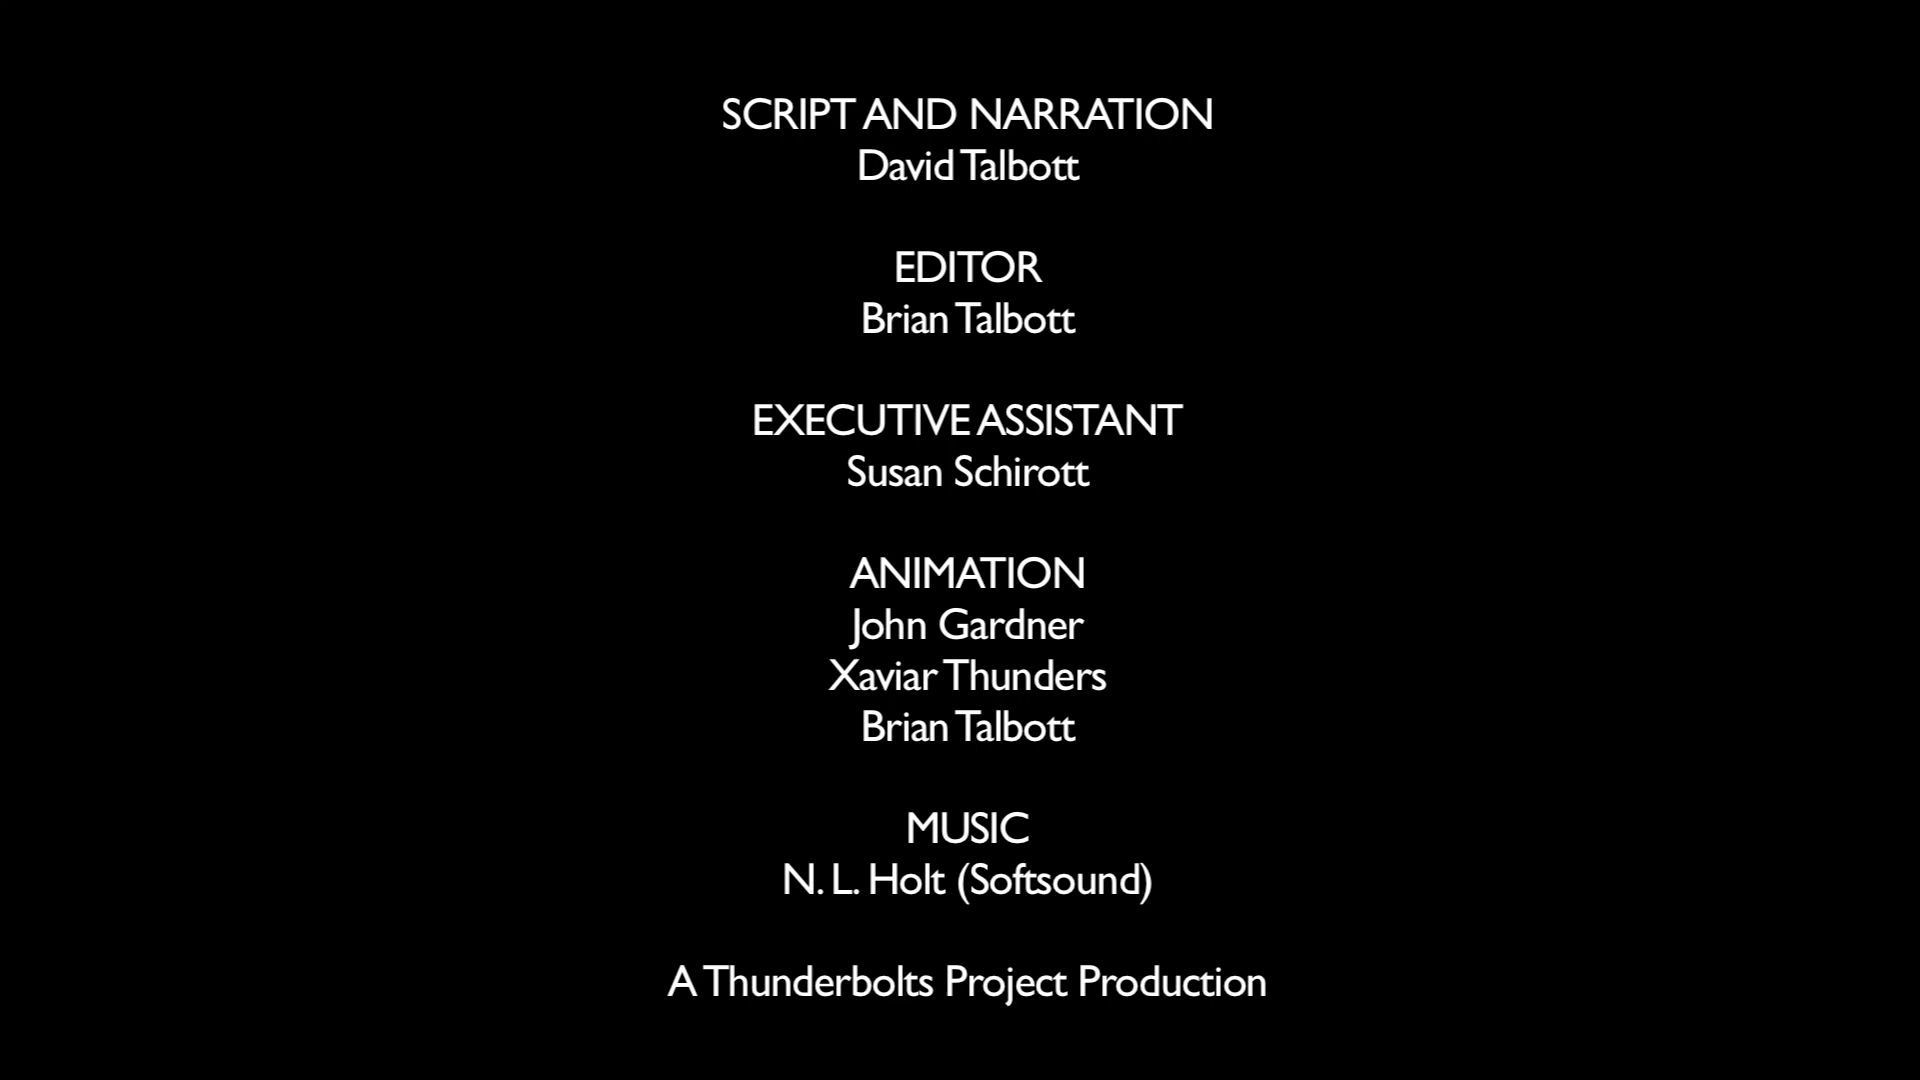 SCRIPT AND NARRATION
David Talbott
EDITOR
Brian Talbott
EXECUTIVE ASSISTANT
Susan Schirott
ANIMATION
John Gardner
Xaviar Thunders
Brian Talbott
MUSIC
N. L. Holt (Softsound)
A Thunderbolts Project Production